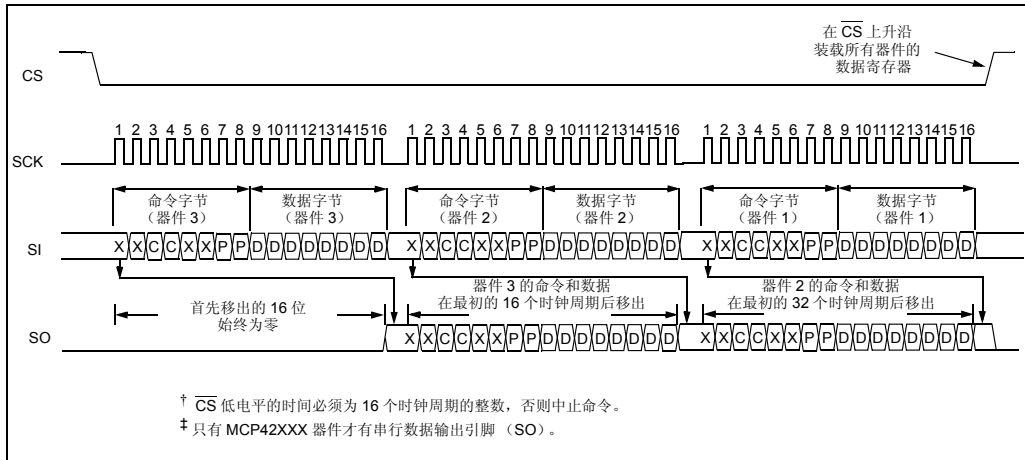 在 CS 上升沿
装载所有器件的
数据寄存器
CS
1 2 3 4 5 6 7 8 9 10 11 12 13 14 15 16 1 2 3 4 5 6 7 8 9 10 11 12 13 14 15 16 1 2 3 4 5 6 7 8 9 10 11 12 13 14 15 16
SCK
命令字节 数据字节 命令字节 数据字节 命令字节 数据字节
（器件 3） （器件 3） （器件 2） （器件 2） （器件 1） （器件 1）
SI X X C C X X P P D D D D D D D D X X C C X X P P D D D D D D D D X X C C X X P P D D D D D D D D
首先移出的 16 位 器件 3 的命令和数据 器件 2 的命令和数据
始终为零 在最初的 16 个时钟周期后移出 在最初的 32 个时钟周期后移出
SO X X C C X X P P D D D D D D D D X X C C X X P P D D D D D D D D
† CS 低电平的时间必须为 16 个时钟周期的整数，否则中止命令。
‡ 只有 MCP42XXX 器件才有串行数据输出引脚 （SO）。